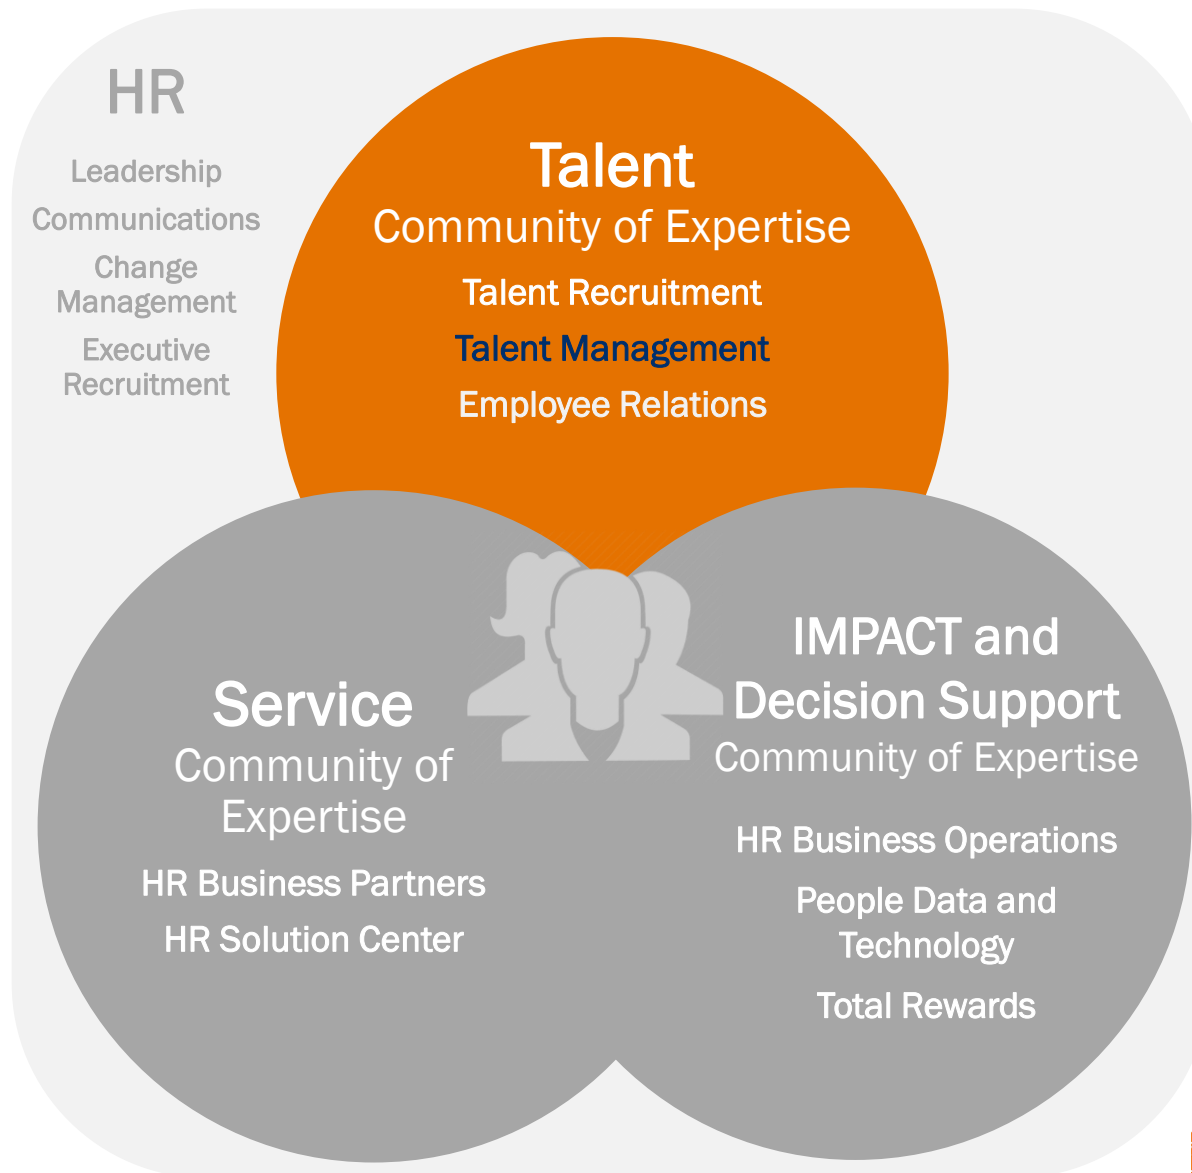 HR
Leadership
Communications
Change
Management
Executive
Recruitment
Talent
Community of Expertise
Talent Recruitment
Talent Management
Employee Relations
Service
Community of
Expertise
HR Business Partners
HR Solution Center
IMPACT and
Decision Support
Community of Expertise
HR Business Operations
People Data and
Technology
Total Rewards